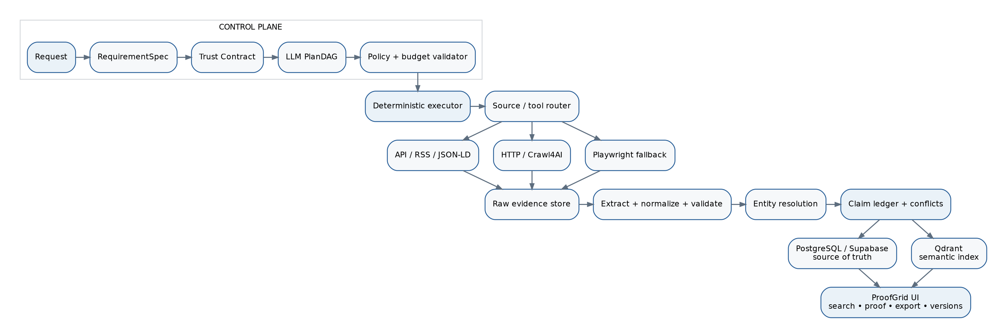 CONTROL PLANE
Request
RequirementSpec
Trust Contract
LLM PlanDAG
Policy + budget validator
Deterministic executor
Source / tool router
API / RSS / JSON-LD
HTTP / Crawl4AI
Playwright fallback
Raw evidence store
Extract + normalize + validate
Entity resolution
Claim ledger + conflicts
PostgreSQL / Supabase
source of truth
Qdrant
semantic index
ProofGrid UI
search • proof • export • versions